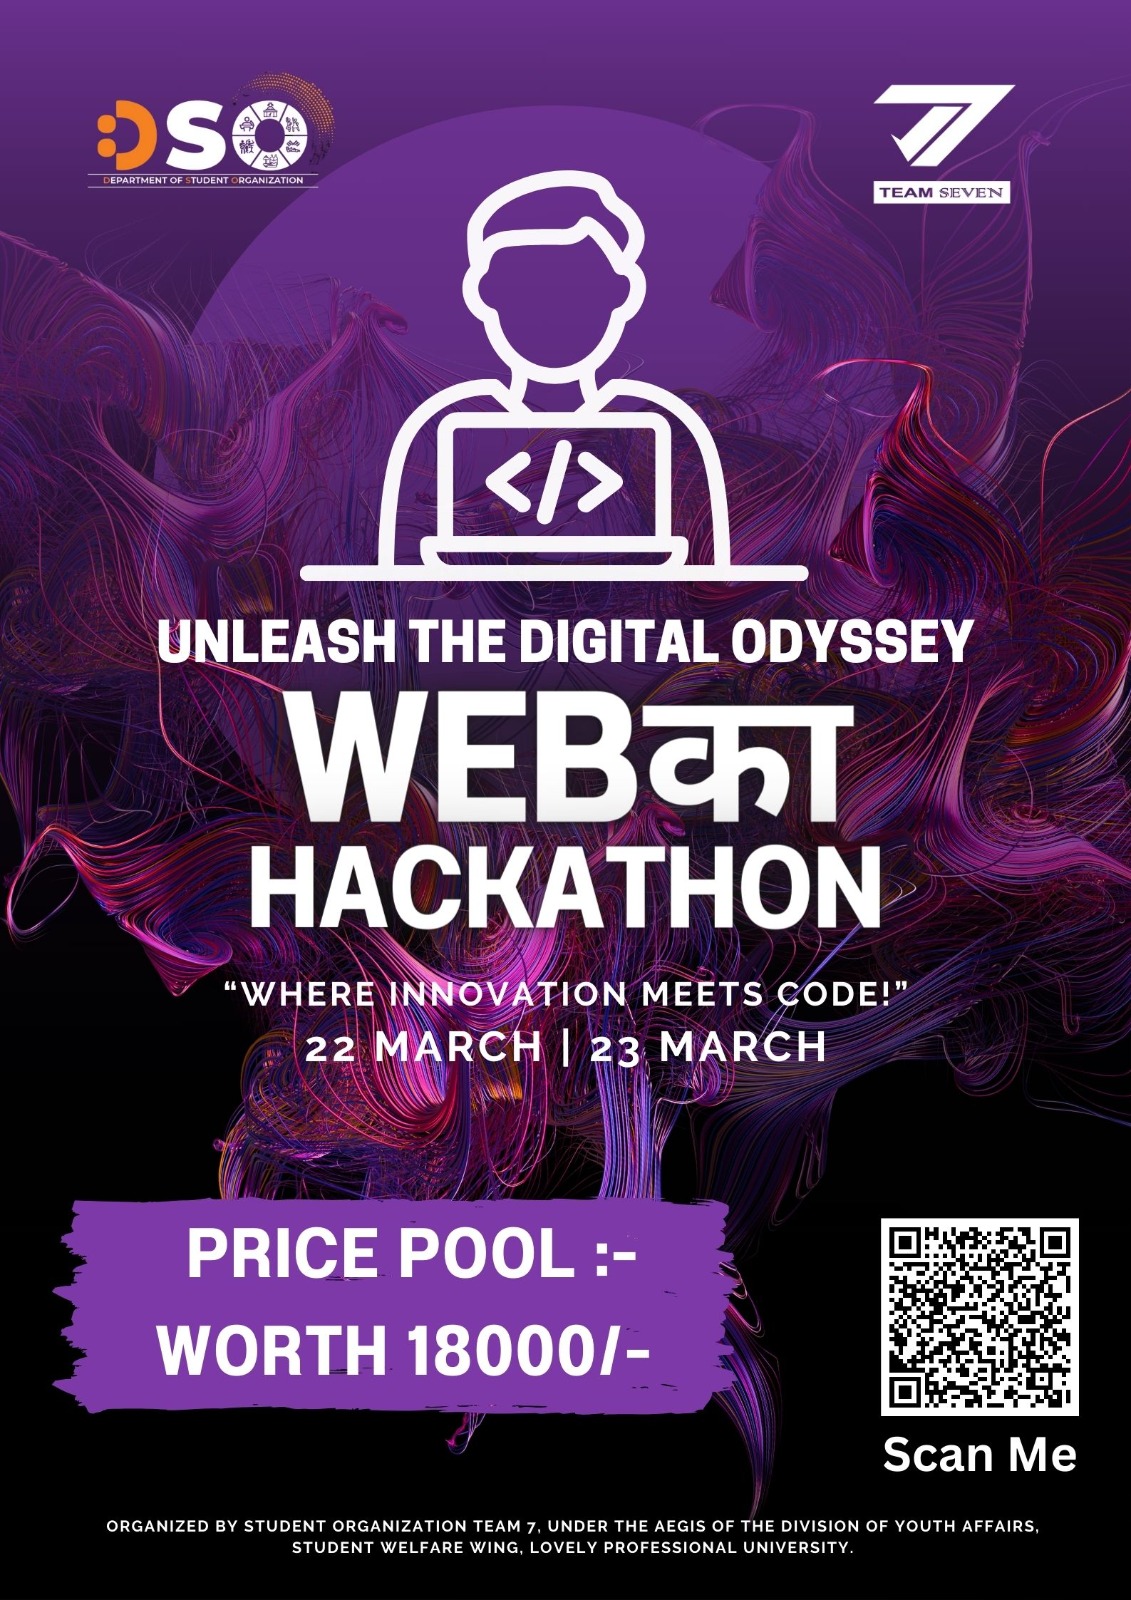 DSO
DEPARTMENT OF STUDENT ORGANIZATION
TEAM SEVEN
</>
UNLEASH THE DIGITAL ODYSSEY
WEBका
HACKATHON
“WHERE INNOVATION MEETS CODE!”
22 MARCH | 23 MARCH
PRICE POOL :-
WORTH 18000/-
Scan Me
ORGANIZED BY STUDENT ORGANIZATION TEAM 7, UNDER THE AEGIS OF THE DIVISION OF YOUTH AFFAIRS,
STUDENT WELFARE WING, LOVELY PROFESSIONAL UNIVERSITY.